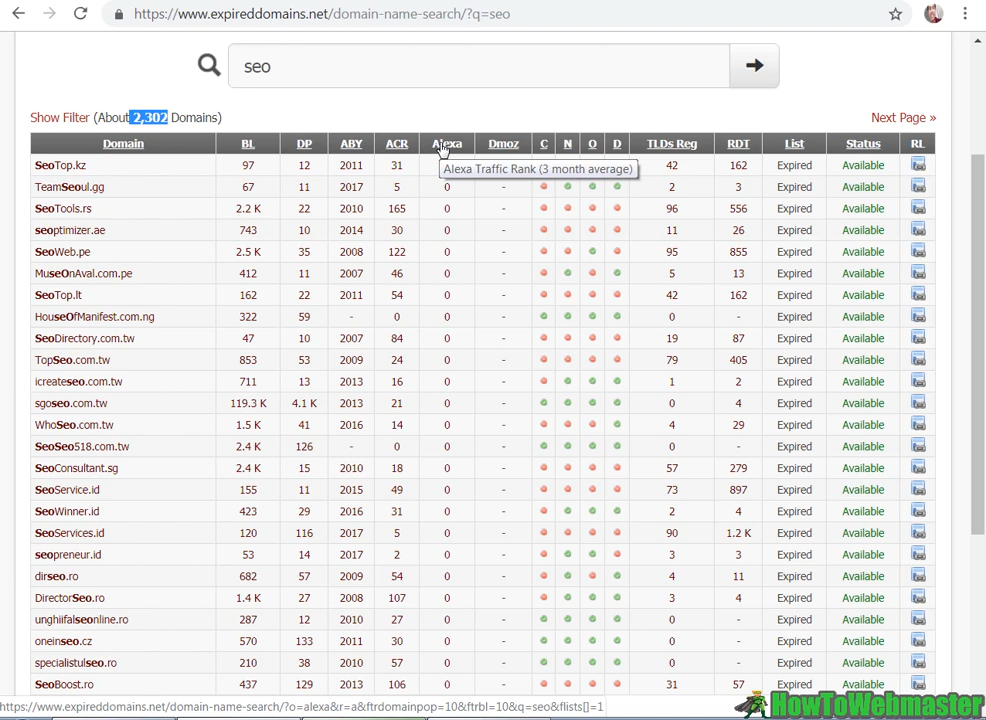 https://www.expireddomains.net/domain-name-search/?q=seo
seo
Show Filter (About 2,302 Domains) Next Page »
Domain BL DP ABY ACR Alexa Dmoz C N O D TLDs Reg RDT List Status RL
SeoTop.kz 97 12 2011 31 42 162 Expired Available
Alexa Traffic Rank (3 month average)
TeamSeoul.gg 67 11 2017 5 0 - 2 3 Expired Available
SeoTools.rs 2.2 K 22 2010 165 0 - 96 556 Expired Available
seoptimizer.ae 743 10 2014 30 0 - 11 26 Expired Available
SeoWeb.pe 2.5 K 35 2008 122 0 - 95 855 Expired Available
MuseOnAval.com.pe 412 11 2007 46 0 - 5 13 Expired Available
SeoTop.lt 162 22 2011 54 0 - 42 162 Expired Available
HouseOfManifest.com.ng 322 59 - 0 0 - 0 - Expired Available
SeoDirectory.com.tw 47 10 2007 84 0 - 19 87 Expired Available
TopSeo.com.tw 853 53 2009 24 0 - 79 405 Expired Available
icreateseo.com.tw 711 13 2013 16 0 - 1 2 Expired Available
sgoseo.com.tw 119.3 K 4.1 K 2013 21 0 - 0 4 Expired Available
WhoSeo.com.tw 1.5 K 41 2016 14 0 - 4 29 Expired Available
SeoSeo518.com.tw 2.4 K 126 - 0 0 - 0 - Expired Available
SeoConsultant.sg 2.4 K 15 2010 18 0 - 57 279 Expired Available
SeoService.id 155 11 2015 49 0 - 73 897 Expired Available
SeoWinner.id 423 29 2016 31 0 - 2 4 Expired Available
SeoServices.id 120 116 2017 5 0 - 90 1.2 K Expired Available
seopreneur.id 53 14 2017 2 0 - 3 3 Expired Available
dirseo.ro 682 57 2009 54 0 - 4 11 Expired Available
DirectorSeo.ro 1.4 K 27 2008 107 0 - 3 4 Expired Available
unghiifalseonline.ro 287 12 2010 27 0 - 0 - Expired Available
oneinseo.cz 570 133 2011 30 0 - 0 - Expired Available
specialistulseo.ro 210 38 2010 57 0 - 0 - Expired Available
SeoBoost.ro 437 129 2013 106 0 - 31 57 Expired Available
https://www.expireddomains.net/domain-name-search/?o=alexa&r=a&ftrdomainpop=10&ftrbl=10&q=seo&flists[]=1
HowToWebmaster